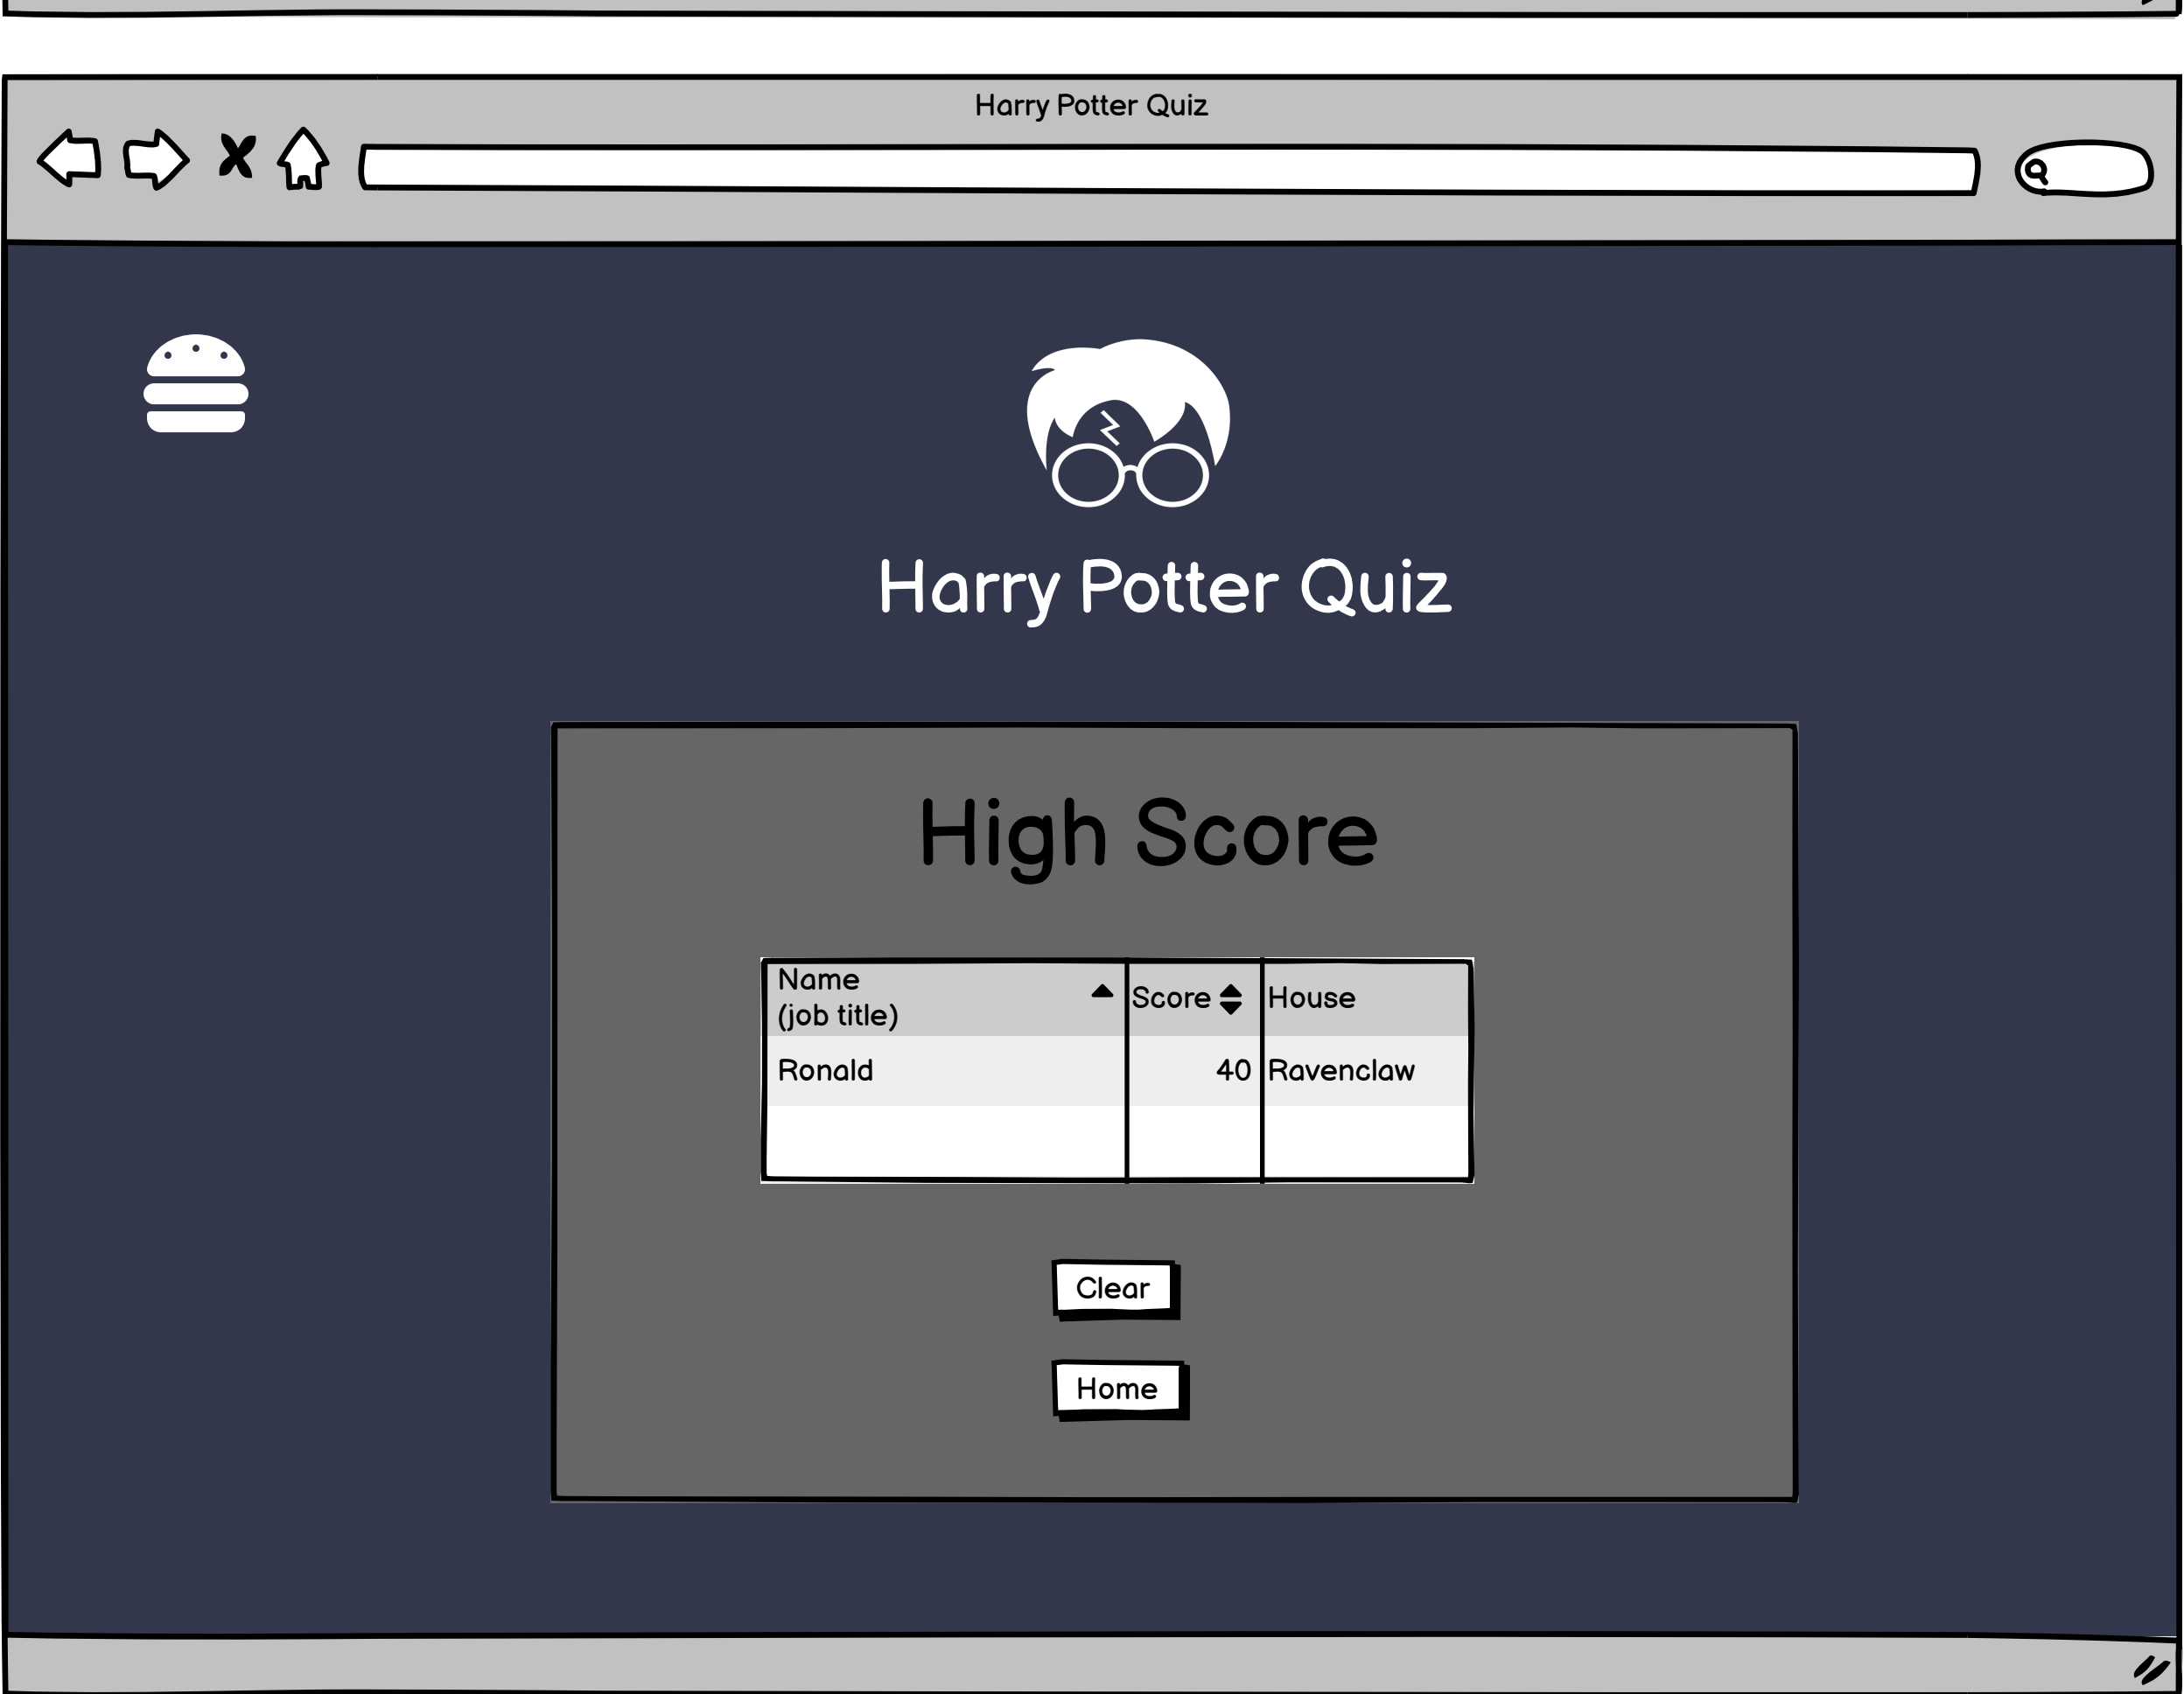 Harry Potter Quiz
Harry Potter Quiz
High Score
Name
(job title)
Score
House
Ronald
40
Ravenclaw
Clear
Home